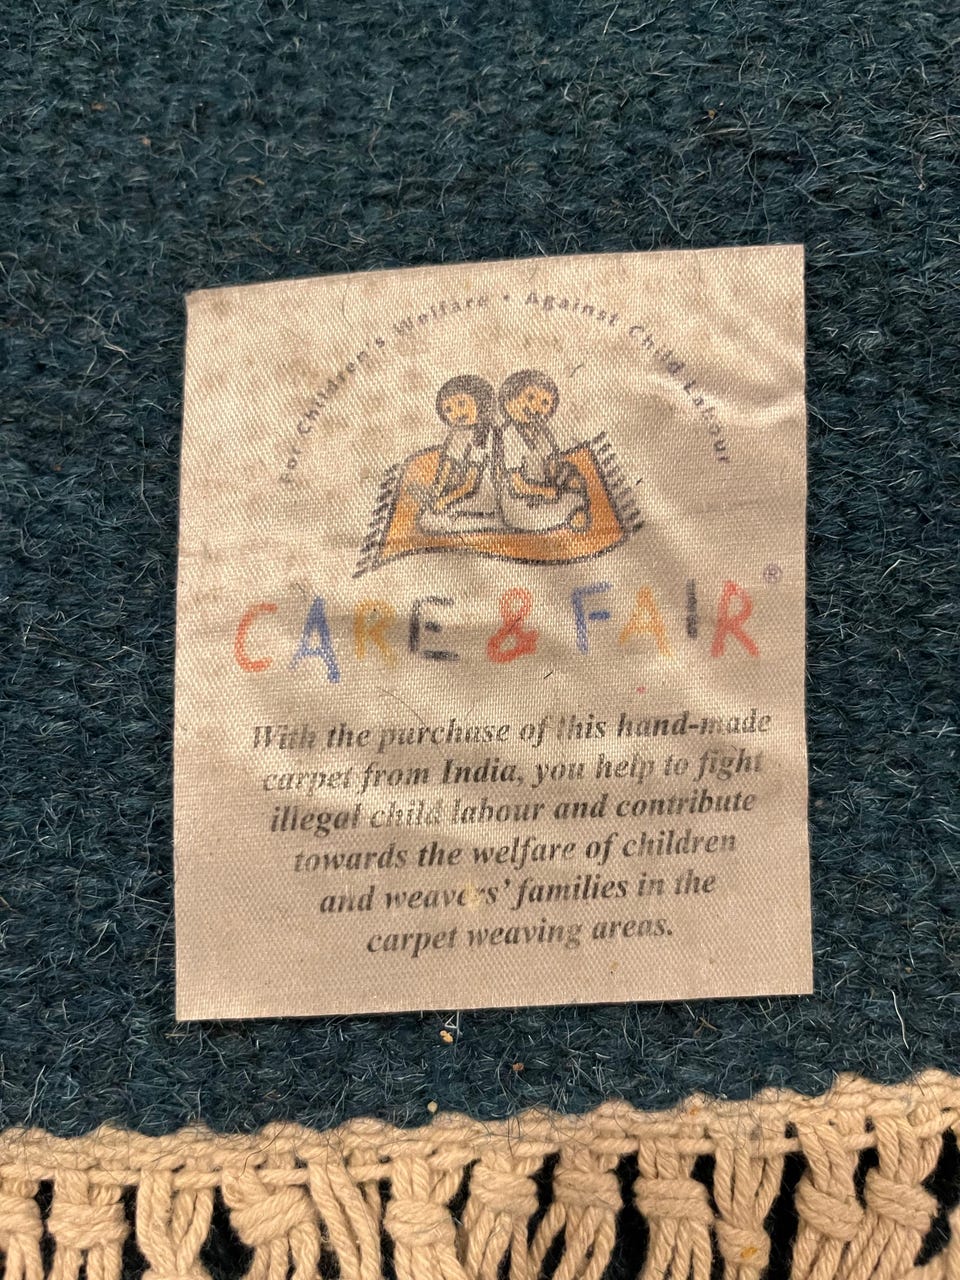 For Children's Welfare • Against Child Labour
CARE & FAIR®
With the purchase of this hand-made
carpet from India, you help to fight
illegal child labour and contribute
towards the welfare of children
and weavers' families in the
carpet weaving areas.